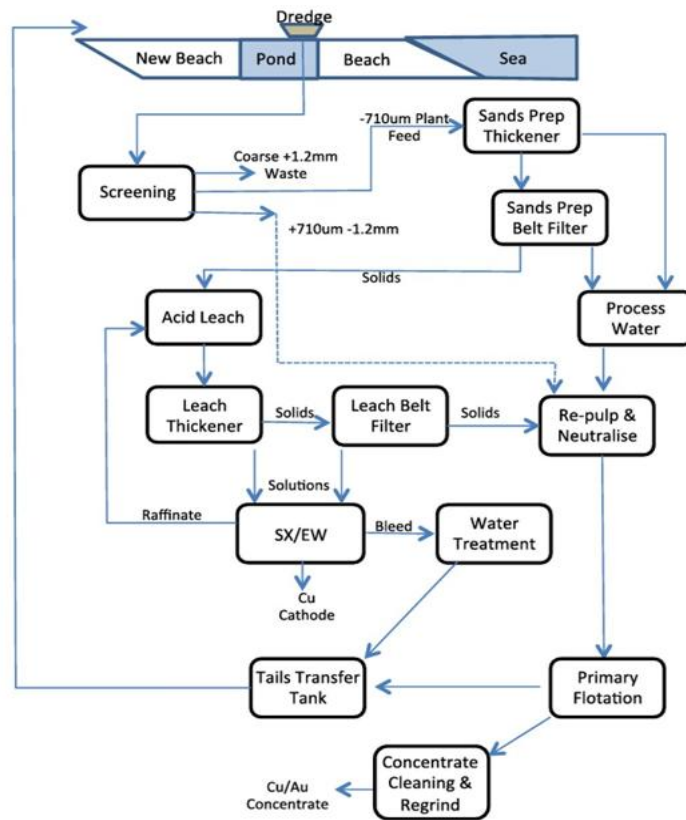 Dredge
New Beach
Pond
Beach
Sea
-710um Plant
Feed
Sands Prep
Thickener
Coarse +1.2mm
Waste
Screening
+710um -1.2mm
Sands Prep
Belt Filter
Solids
Acid Leach
Process
Water
Leach
Thickener
Solids
Leach Belt
Filter
Solids
Re-pulp &
Neutralise
Solutions
Raffinate
SX/EW
Bleed
Water
Treatment
Cu
Cathode
Tails Transfer
Tank
Primary
Flotation
Concentrate
Cleaning &
Regrind
Cu/Au
Concentrate